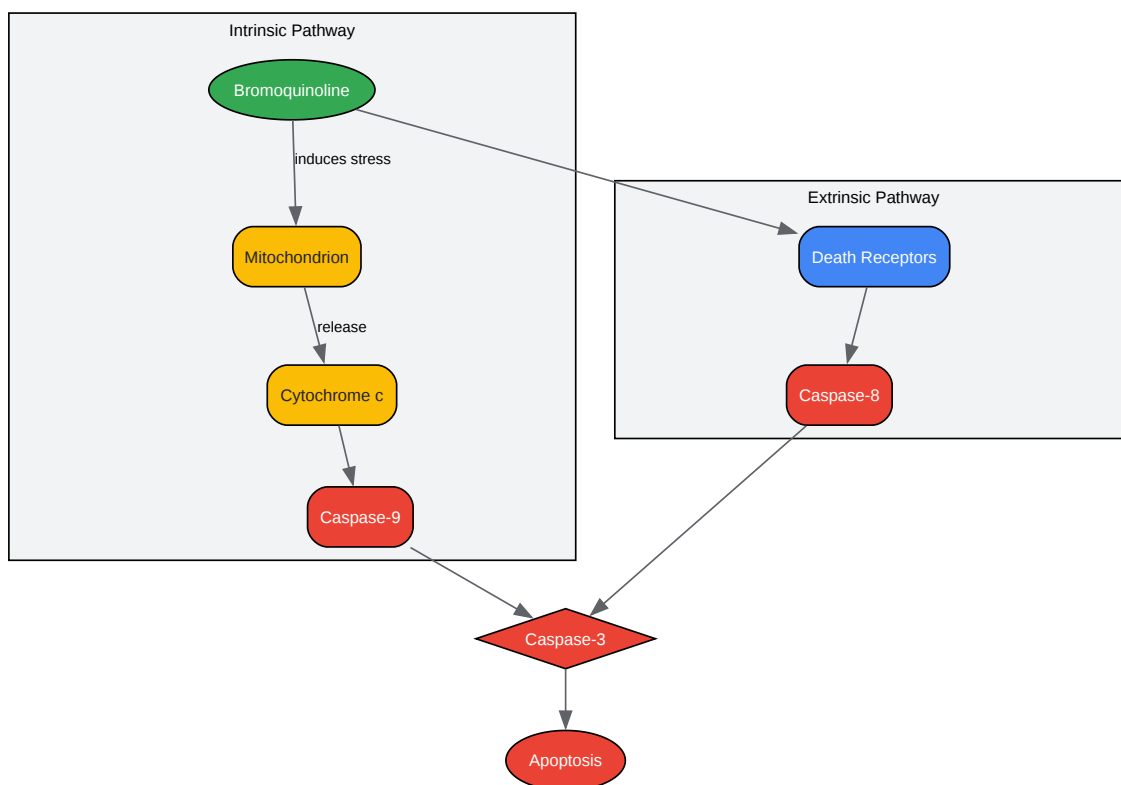 Intrinsic Pathway
Bromoquinoline
induces stress
Extrinsic Pathway
Mitochondrion
Death Receptors
release
Cytochrome c
Caspase-8
Caspase-9
Caspase-3
Apoptosis